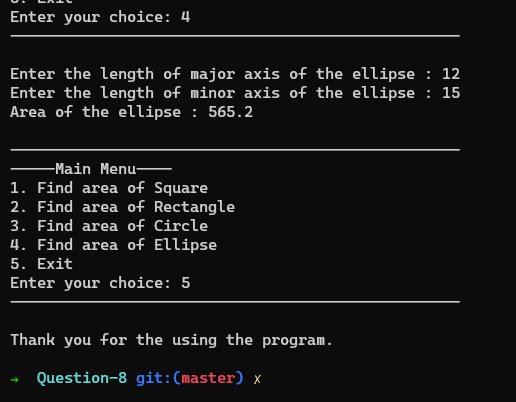 5. Exit
Enter your choice: 4
Enter the length of major axis of the ellipse : 12
Enter the length of minor axis of the ellipse : 15
Area of the ellipse : 565.2
-----Main Menu----
1. Find area of Square
2. Find area of Rectangle
3. Find area of Circle
4. Find area of Ellipse
5. Exit
Enter your choice: 5
Thank you for the using the program.
→ Question-8 git:(master) ✗